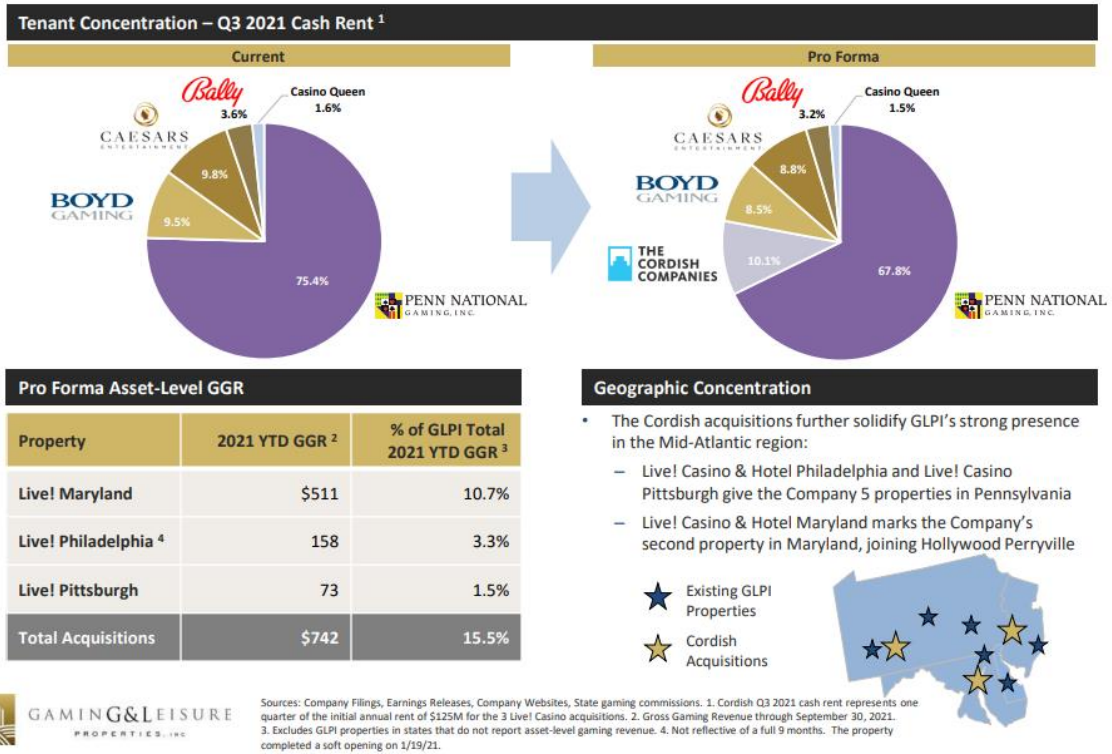 Tenant Concentration – Q3 2021 Cash Rent 1
Current
Bally
3.6%
Casino Queen
1.6%
CAESARS
ENTERTAINMENT
9.8%
BOYD
GAMING
9.5%
75.4%
PENN NATIONAL
GAMING, INC.
Pro Forma
Bally
3.2%
Casino Queen
1.5%
CAESARS
ENTERTAINMENT
8.8%
BOYD
GAMING
8.5%
THE
CORDISH
COMPANIES
10.1%
67.8%
PENN NATIONAL
GAMING, INC.
Pro Forma Asset-Level GGR
Property 2021 YTD GGR 2 % of GLPI Total
2021 YTD GGR 3
Live! Maryland $511 10.7%
Live! Philadelphia 4 158 3.3%
Live! Pittsburgh 73 1.5%
Total Acquisitions $742 15.5%
Geographic Concentration
• The Cordish acquisitions further solidify GLPI's strong presence
in the Mid-Atlantic region:
– Live! Casino & Hotel Philadelphia and Live! Casino
Pittsburgh give the Company 5 properties in Pennsylvania
– Live! Casino & Hotel Maryland marks the Company's
second property in Maryland, joining Hollywood Perryville
Existing GLPI
Properties
Cordish
Acquisitions
GAMING&LEISURE
PROPERTIES, INC
Sources: Company Filings, Earnings Releases, Company Websites, State gaming commissions. 1. Cordish Q3 2021 cash rent represents one
quarter of the initial annual rent of $125M for the 3 Live! Casino acquisitions. 2. Gross Gaming Revenue through September 30, 2021.
3. Excludes GLPI properties in states that do not report asset-level gaming revenue. 4. Not reflective of a full 9 months. The property
completed a soft opening on 1/19/21.